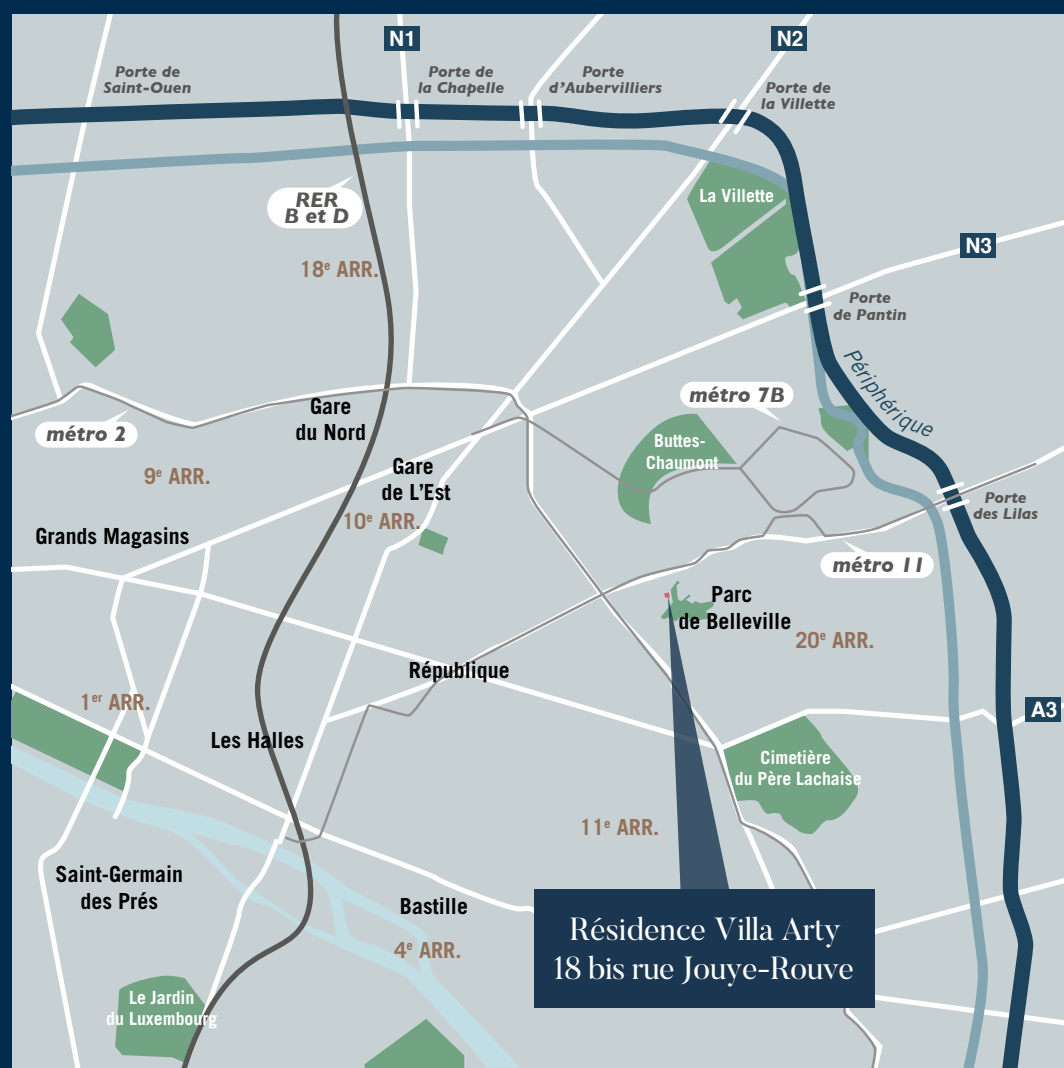 N1
N2
Porte de
Saint-Ouen
Porte de
la Chapelle
Porte
d'Aubervilliers
Porte de
la Villette
La Villette
RER
B et D
N3
18e ARR.
Porte
de Pantin
Périphérique
métro 7B
Gare
du Nord
métro 2
Buttes-
Chaumont
9e ARR.
Gare
de L'Est
10e ARR.
Porte
des Lilas
Grands Magasins
métro 11
Parc
de Belleville
20e ARR.
République
1er ARR.
A3
Les Halles
Cimetière
du Père Lachaise
11e ARR.
Saint-Germain
des Prés
Bastille
4e ARR.
Résidence Villa Arty
18 bis rue Jouye-Rouve
Le Jardin
du Luxembourg